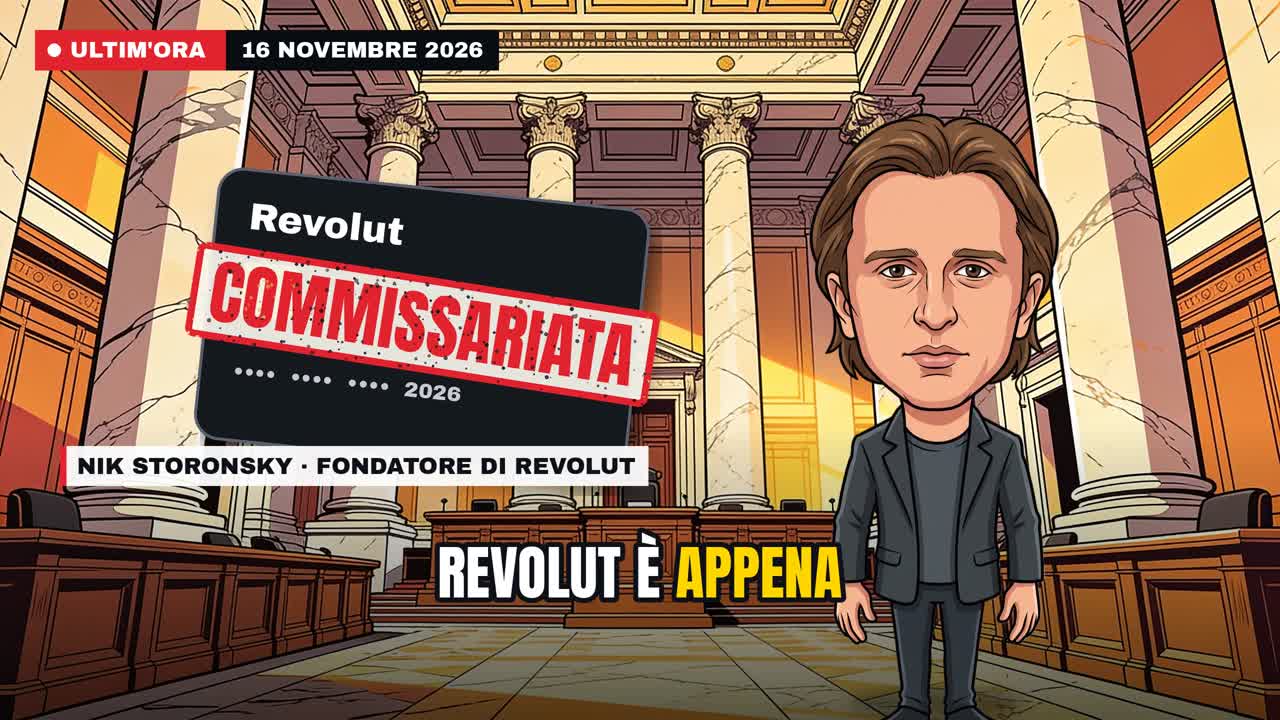 ULTIM'ORA 16 NOVEMBRE 2026
Revolut
COMMISSARIATA
•••• •••• •••• 2026
NIK STORONSKY · FONDATORE DI REVOLUT
REVOLUT È APPENA